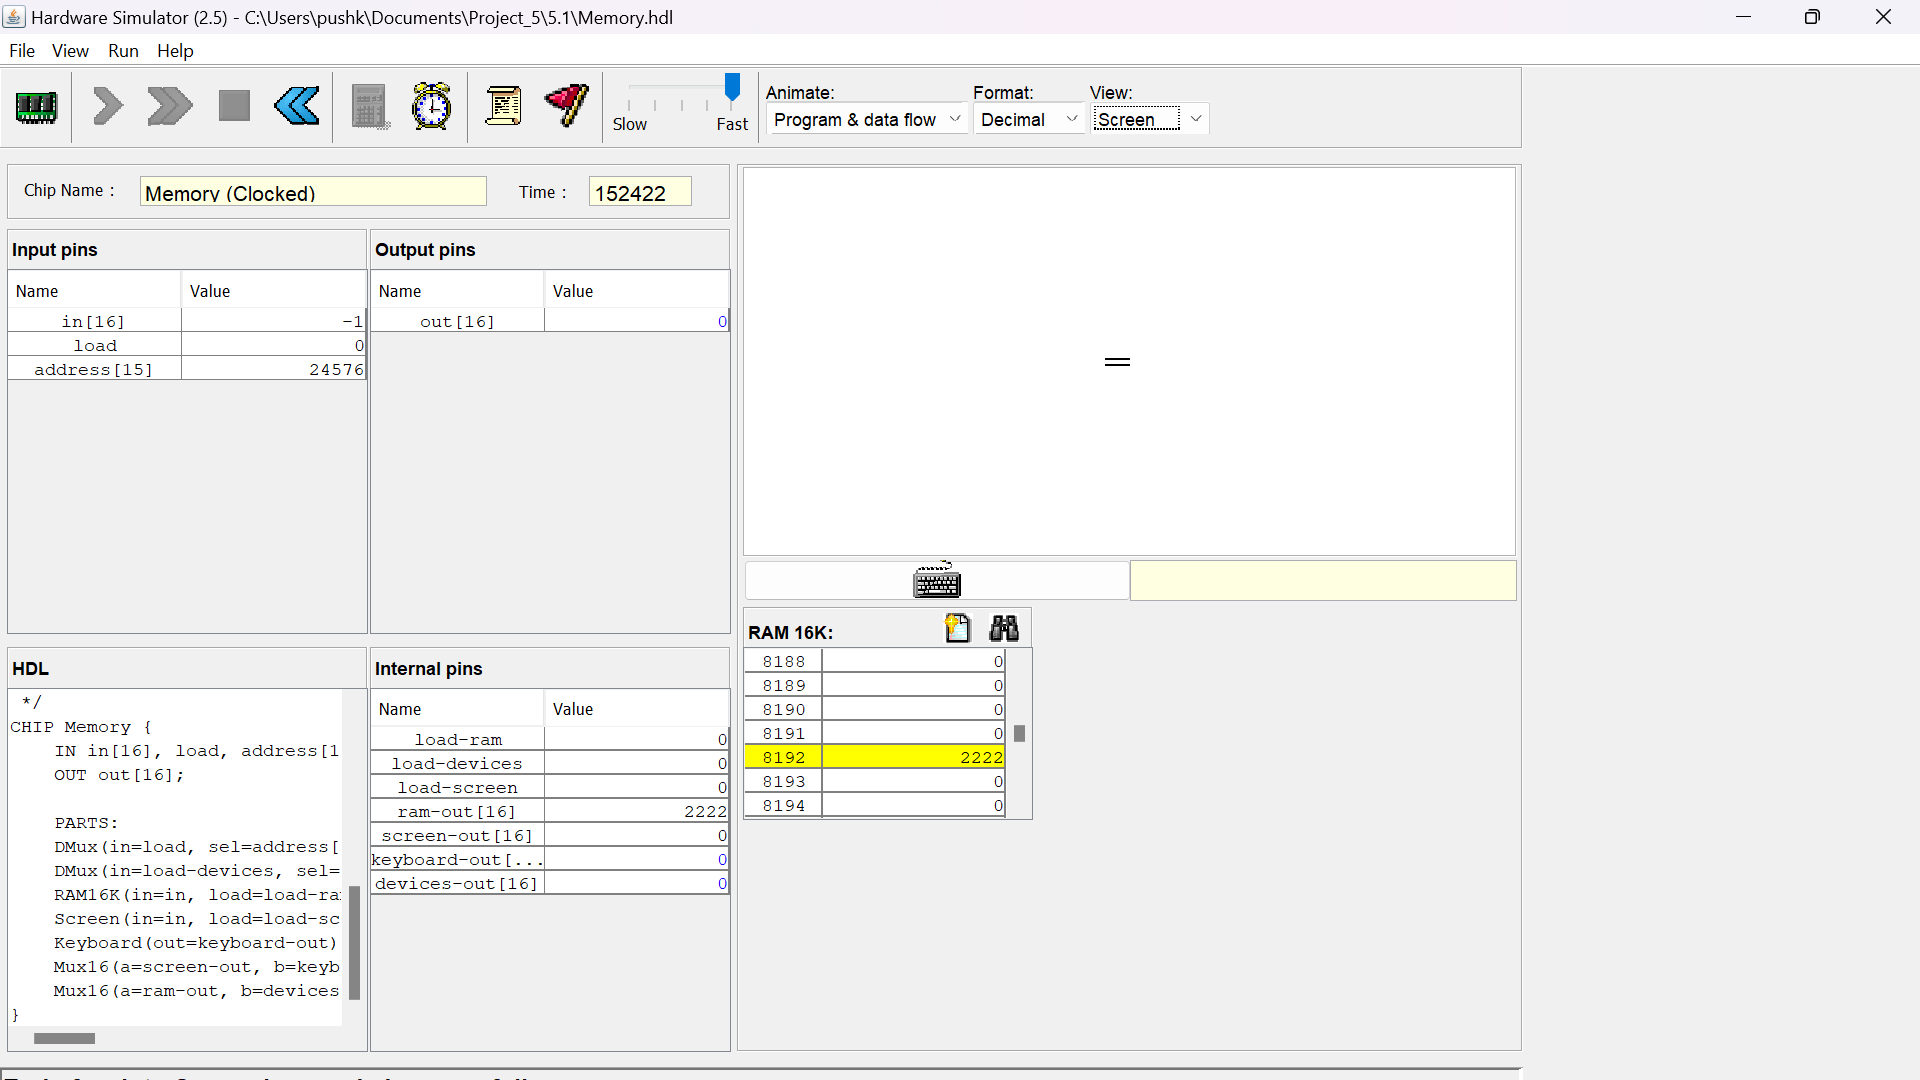 Hardware Simulator (2.5) - C:\Users\pushk\Documents\Project_5\5.1\Memory.hdl
File View Run Help
Slow Fast
Animate: Format: View:
Program & data flow Decimal Screen
Chip Name : Memory (Clocked) Time : 152422
Input pins
Name Value
in[16] -1
load 0
address[15] 24576
Output pins
Name Value
out[16] 0
HDL
*/
CHIP Memory {
IN in[16], load, address[1
OUT out[16];
PARTS:
DMux(in=load, sel=address[
DMux(in=load-devices, sel=
RAM16K(in=in, load=load-ra
Screen(in=in, load=load-sc
Keyboard(out=keyboard-out)
Mux16(a=screen-out, b=keyb
Mux16(a=ram-out, b=devices
}
Internal pins
Name Value
load-ram 0
load-devices 0
load-screen 0
ram-out[16] 2222
screen-out[16] 0
keyboard-out[... 0
devices-out[16] 0
RAM 16K:
8188 0
8189 0
8190 0
8191 0
8192 2222
8193 0
8194 0